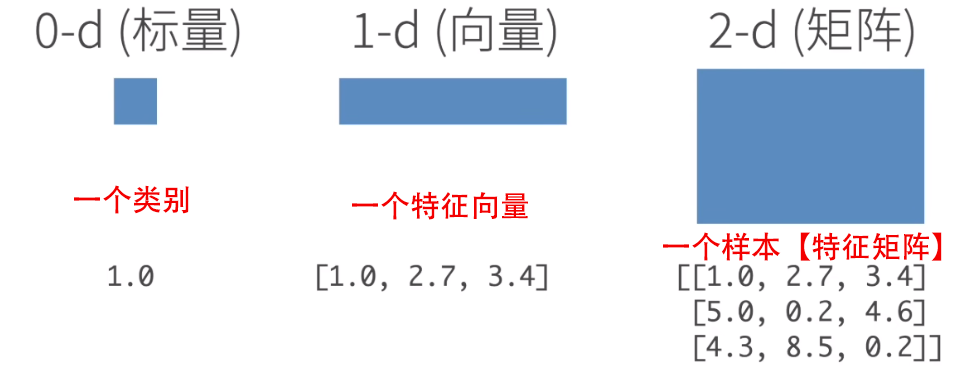 0-d (标量)
1-d (向量)
2-d (矩阵)
一个类别
一个特征向量
一个样本【特征矩阵】
1.0
[1.0, 2.7, 3.4]
[[1.0, 2.7, 3.4]
[5.0, 0.2, 4.6]
[4.3, 8.5, 0.2]]